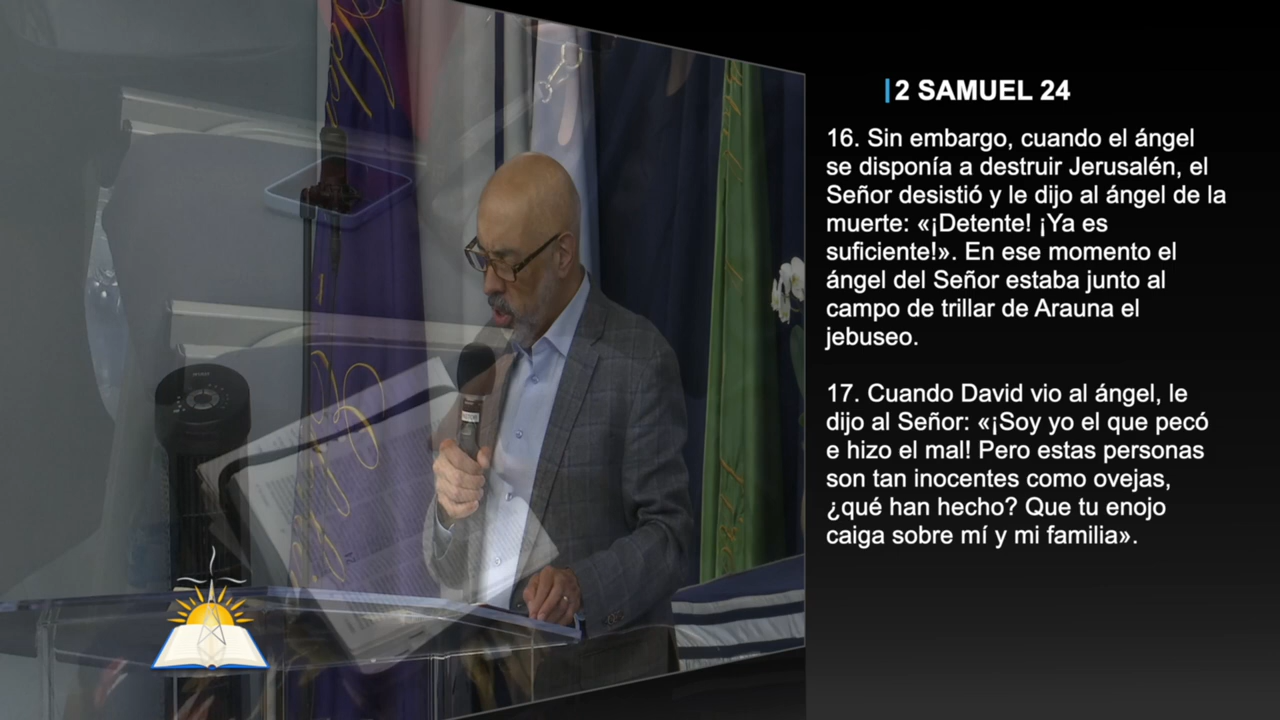 2 SAMUEL 24
16. Sin embargo, cuando el ángel
se disponía a destruir Jerusalén, el
Señor desistió y le dijo al ángel de la
muerte: «¡Detente! ¡Ya es
suficiente!». En ese momento el
ángel del Señor estaba junto al
campo de trillar de Arauna el
jebuseo.
17. Cuando David vio al ángel, le
dijo al Señor: «¡Soy yo el que pecó
e hizo el mal! Pero estas personas
son tan inocentes como ovejas,
¿qué han hecho? Que tu enojo
caiga sobre mí y mi familia».